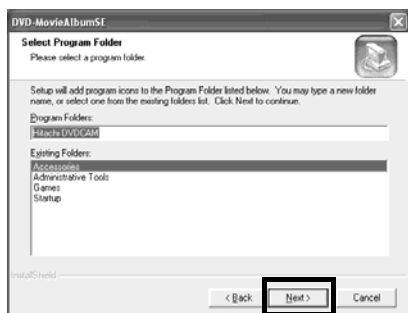 DVD-MovieAlbumSE
Select Program Folder
Please select a program folder.
Setup will add program icons to the Program Folder listed below. You may type a new folder
name, or select one from the existing folders list. Click Next to continue.
Program Folders:
Hitachi DVDCAM
Existing Folders:
Accessories
Administrative Tools
Games
Startup
InstallShield
< Back
Next >
Cancel